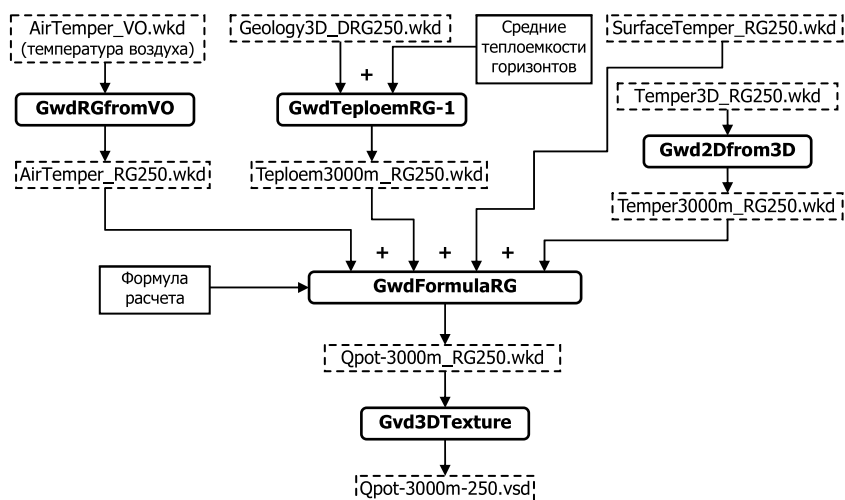 AirTemper_VO.wkd
(температура воздуха)
Geology3D_DRG250.wkd
Средние
теплоемкости
горизонтов
SurfaceTemper_RG250.wkd
+
GwdRGfromVO
GwdTeploemRG-1
Temper3D_RG250.wkd
Gwd2Dfrom3D
AirTemper_RG250.wkd
Teploem3000m_RG250.wkd
Temper3000m_RG250.wkd
+ + +
Формула
расчета
GwdFormulaRG
Qpot-3000m_RG250.wkd
Gvd3DTexture
Qpot-3000m-250.vsd